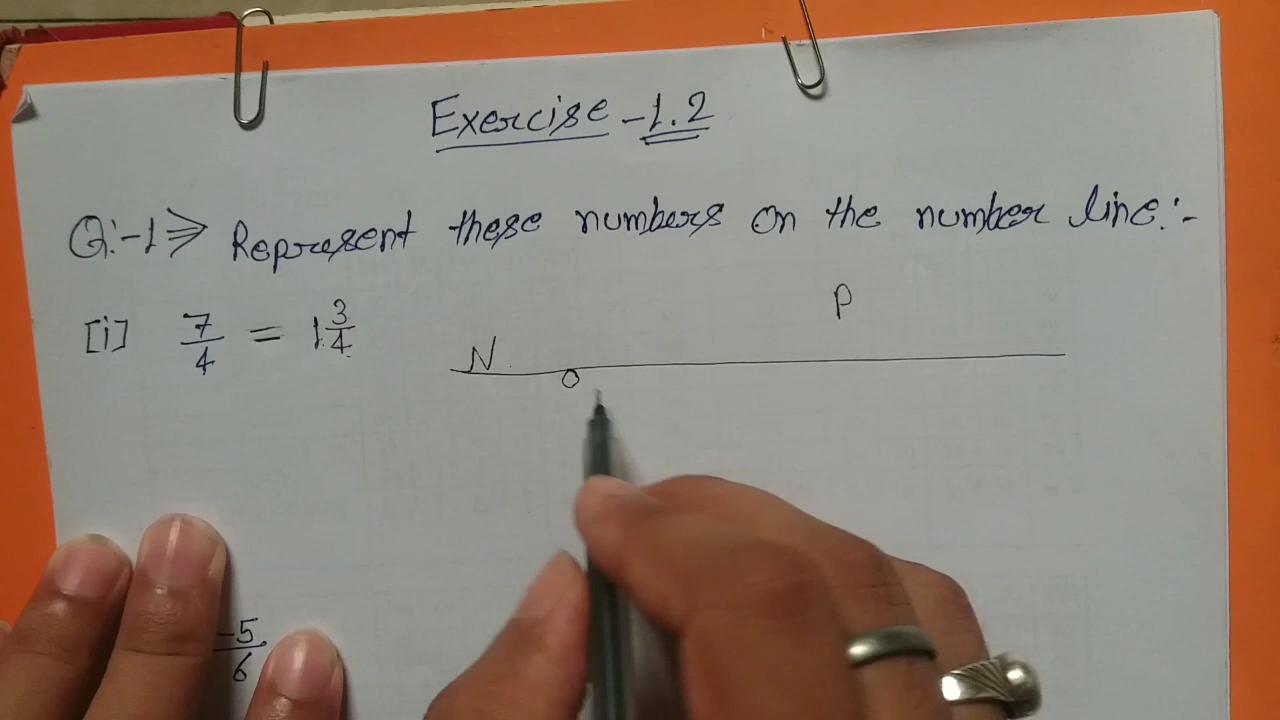 Exercise - 1.2
Q:-1⇒ Represent these numbers on the number line:-
P
[i] 7/4 = 1 3/4
N
0
-5/6